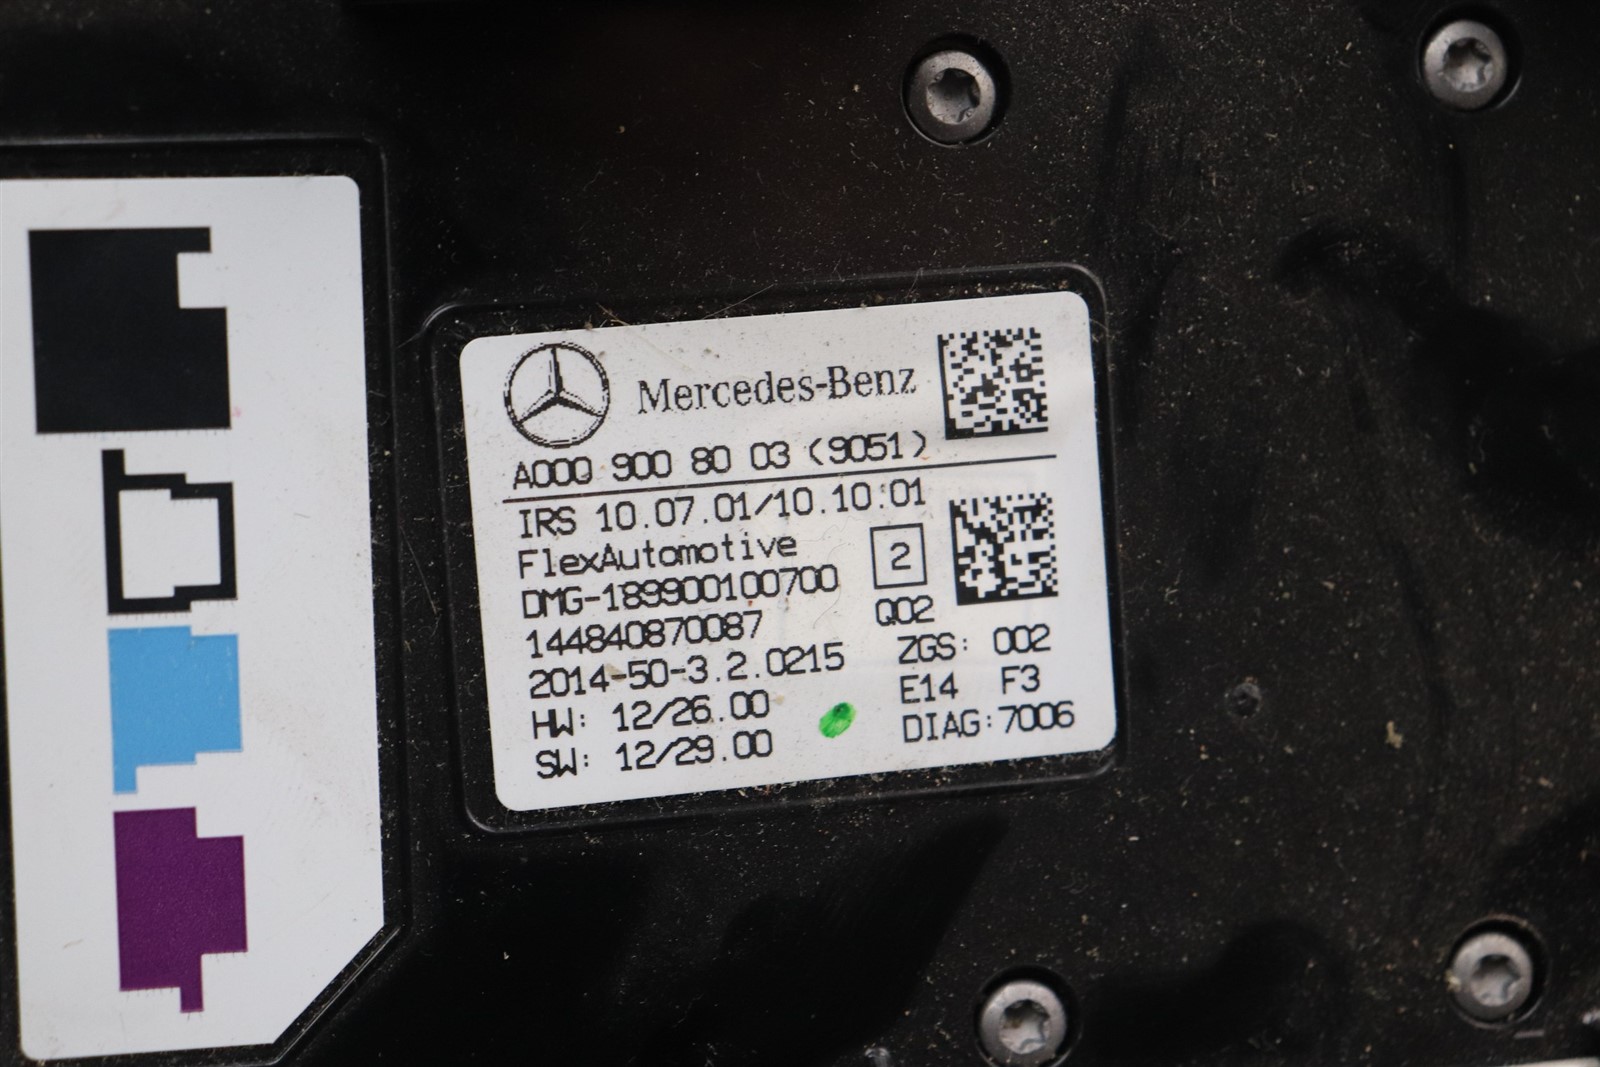 Mercedes-Benz
A000 900 80 03 (9051)
IRS 10.07.01/10.10:01
FlexAutomotive
2
DMG-189900100700
Q02
144840870087
ZGS: 002
2014-50-3.2.0215
E14 F3
HW: 12/26.00
DIAG:7006
SW: 12/29.00